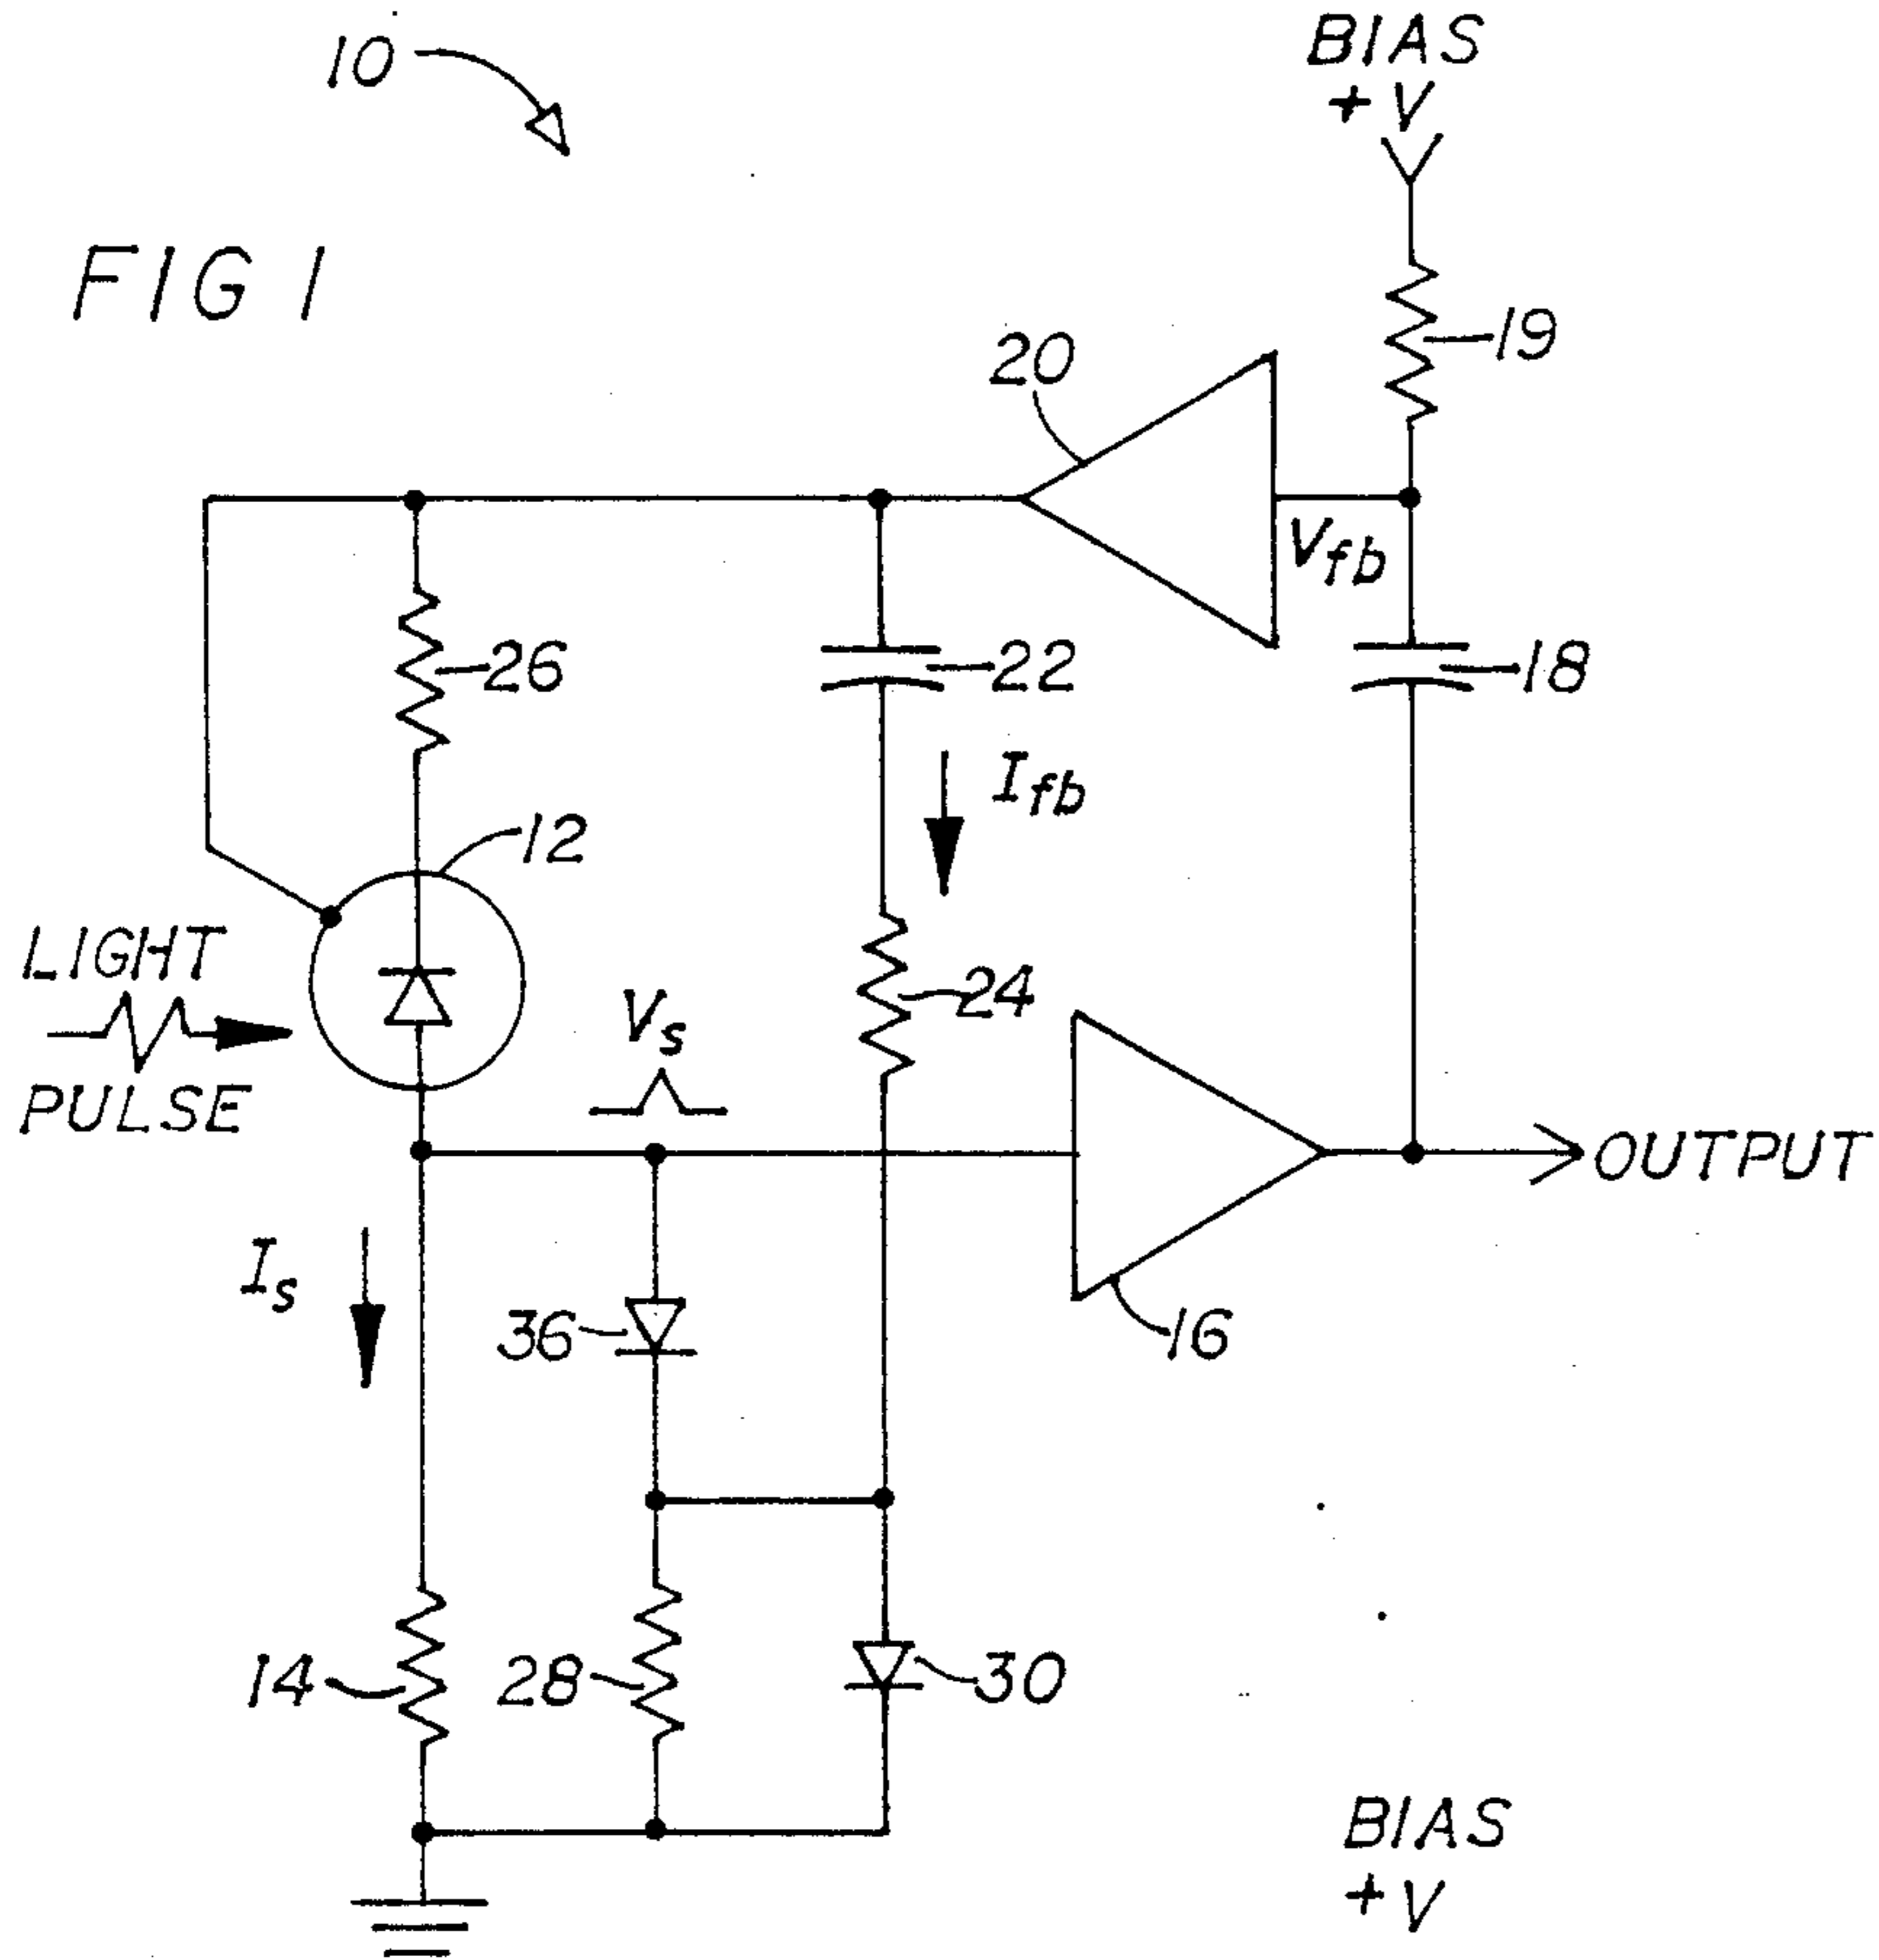 10
BIAS
+V
FIG 1
19
20
Vfb
26
22
18
Ifb
12
LIGHT
PULSE
24
Vs
OUTPUT
Is
36
16
14
28
30
BIAS
+V